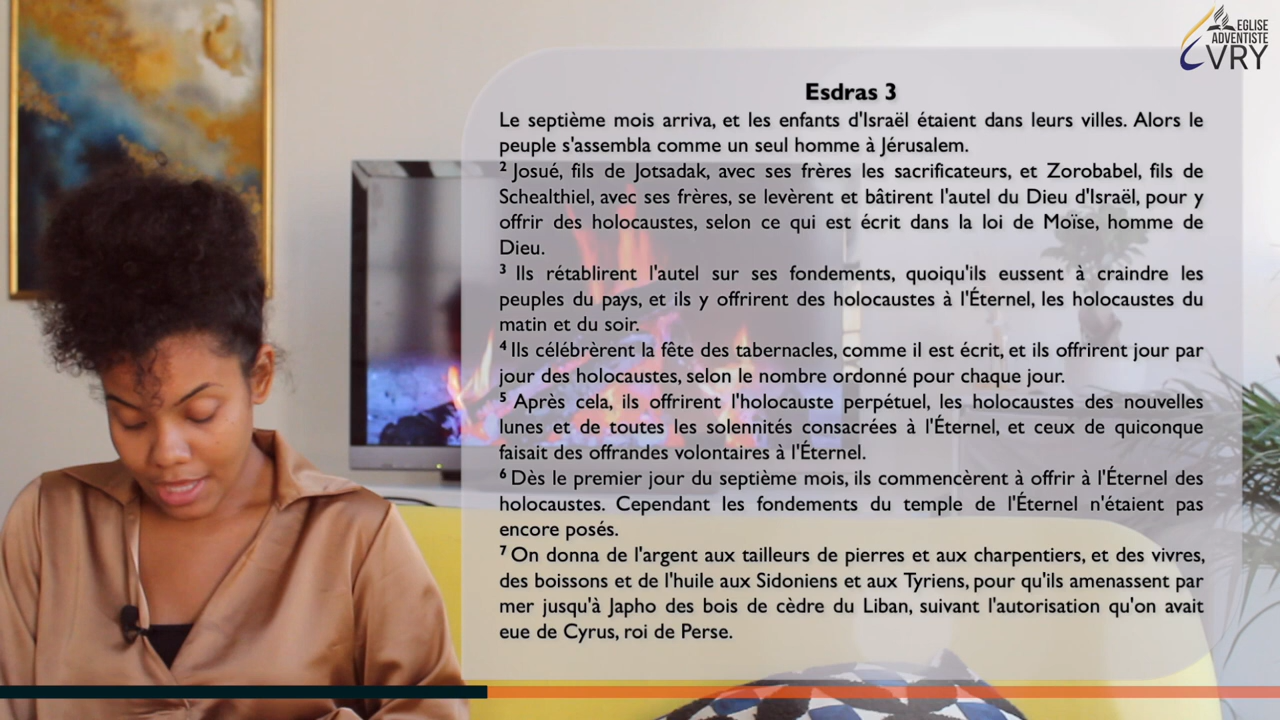 EGLISE
ADVENTISTE
VRY
Esdras 3
Le septième mois arriva, et les enfants d'Israël étaient dans leurs villes. Alors le
peuple s'assembla comme un seul homme à Jérusalem.
2 Josué, fils de Jotsadak, avec ses frères les sacrificateurs, et Zorobabel, fils de
Schealthiel, avec ses frères, se levèrent et bâtirent l'autel du Dieu d'Israël, pour y
offrir des holocaustes, selon ce qui est écrit dans la loi de Moïse, homme de
Dieu.
3 Ils rétablirent l'autel sur ses fondements, quoiqu'ils eussent à craindre les
peuples du pays, et ils y offrirent des holocaustes à l'Éternel, les holocaustes du
matin et du soir.
4 Ils célébrèrent la fête des tabernacles, comme il est écrit, et ils offrirent jour par
jour des holocaustes, selon le nombre ordonné pour chaque jour.
5 Après cela, ils offrirent l'holocauste perpétuel, les holocaustes des nouvelles
lunes et de toutes les solennités consacrées à l'Éternel, et ceux de quiconque
faisait des offrandes volontaires à l'Éternel.
6 Dès le premier jour du septième mois, ils commencèrent à offrir à l'Éternel des
holocaustes. Cependant les fondements du temple de l'Éternel n'étaient pas
encore posés.
7 On donna de l'argent aux tailleurs de pierres et aux charpentiers, et des vivres,
des boissons et de l'huile aux Sidoniens et aux Tyriens, pour qu'ils amenassent par
mer jusqu'à Japho des bois de cèdre du Liban, suivant l'autorisation qu'on avait
eue de Cyrus, roi de Perse.